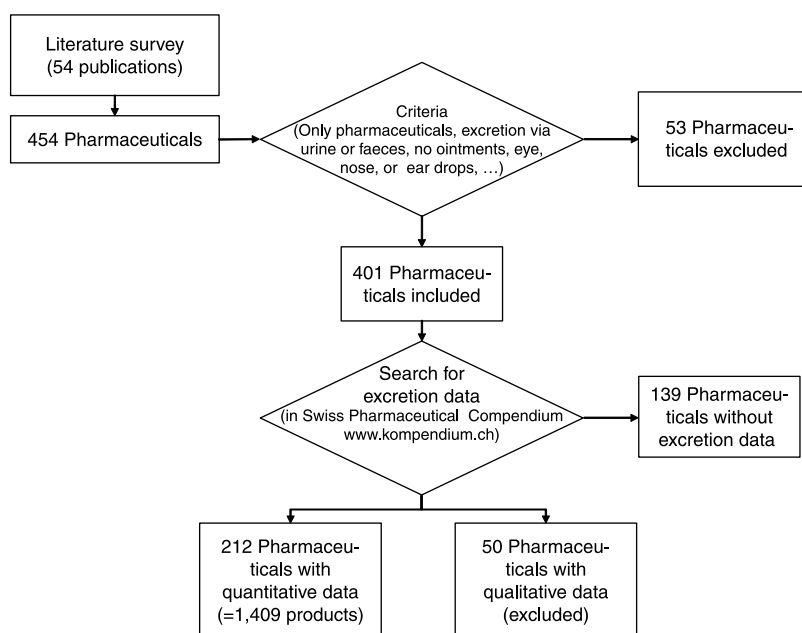 Literature survey
(54 publications)
454 Pharmaceuticals
Criteria
(Only pharmaceuticals, excretion via
urine or faeces, no ointments, eye,
nose, or ear drops, ...)
53 Pharmaceu-
ticals excluded
401 Pharmaceu-
ticals included
Search for
excretion data
(in Swiss Pharmaceutical Compendium
www.kompendium.ch)
139 Pharmaceu-
ticals without
excretion data
212 Pharmaceu-
ticals with
quantitative data
(=1,409 products)
50 Pharmaceu-
ticals with
qualitative data
(excluded)